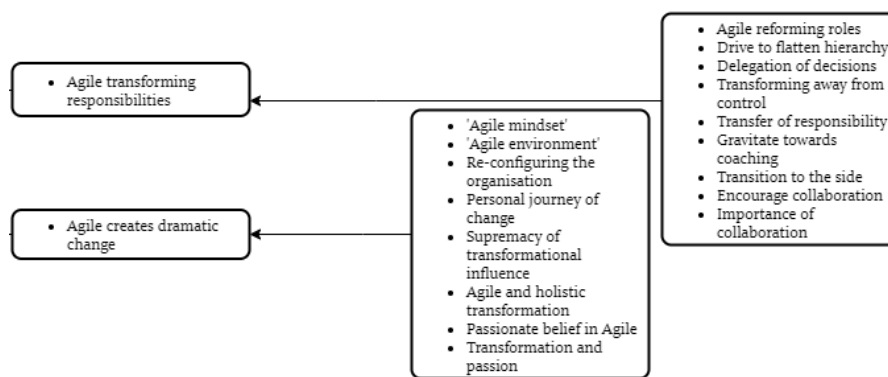 • Agile transforming
responsibilities
• Agile creates dramatic
change
• 'Agile mindset'
• 'Agile environment'
• Re-configuring the
organisation
• Personal journey of
change
• Supremacy of
transformational
influence
• Agile and holistic
transformation
• Passionate belief in Agile
• Transformation and
passion
• Agile reforming roles
• Drive to flatten hierarchy
• Delegation of decisions
• Transforming away from
control
• Transfer of responsibility
• Gravitate towards
coaching
• Transition to the side
• Encourage collaboration
• Importance of
collaboration